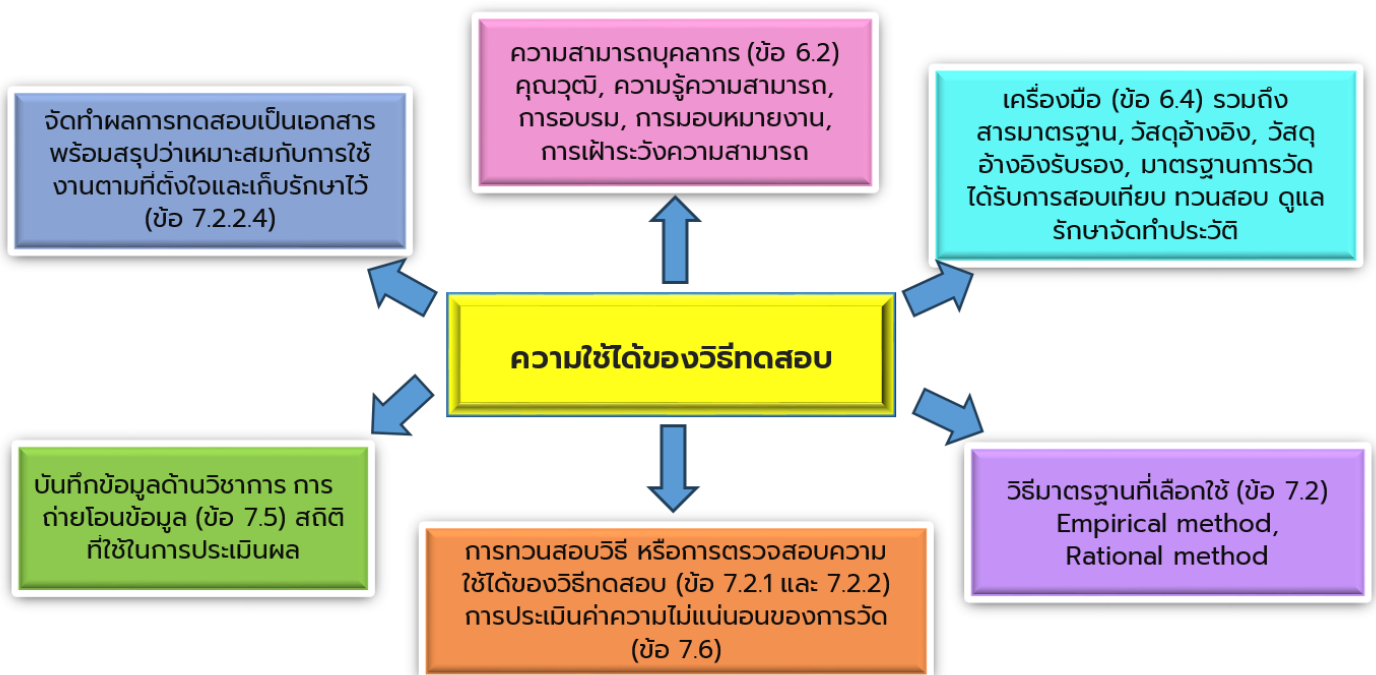 ความสามารถบุคลากร (ข้อ 6.2)
คุณวุฒิ, ความรู้ความสามารถ,
การอบรม, การมอบหมายงาน,
การเฝ้าระวังความสามารถ
จัดทำผลการทดสอบเป็นเอกสาร
พร้อมสรุปว่าเหมาะสมกับการใช้
งานตามที่ตั้งใจและเก็บรักษาไว้
(ข้อ 7.2.2.4)
เครื่องมือ (ข้อ 6.4) รวมถึง
สารมาตรฐาน, วัสดุอ้างอิง, วัสดุ
อ้างอิงรับรอง, มาตรฐานการวัด
ได้รับการสอบเทียบ ทวนสอบ ดูแล
รักษาจัดทำประวัติ
ความใช้ได้ของวิธีทดสอบ
บันทึกข้อมูลด้านวิชาการ การ
ถ่ายโอนข้อมูล (ข้อ 7.5) สถิติ
ที่ใช้ในการประเมินผล
การทวนสอบวิธี หรือการตรวจสอบความ
ใช้ได้ของวิธีทดสอบ (ข้อ 7.2.1 และ 7.2.2)
การประเมินค่าความไม่แน่นอนของการวัด
(ข้อ 7.6)
วิธีมาตรฐานที่เลือกใช้ (ข้อ 7.2)
Empirical method,
Rational method